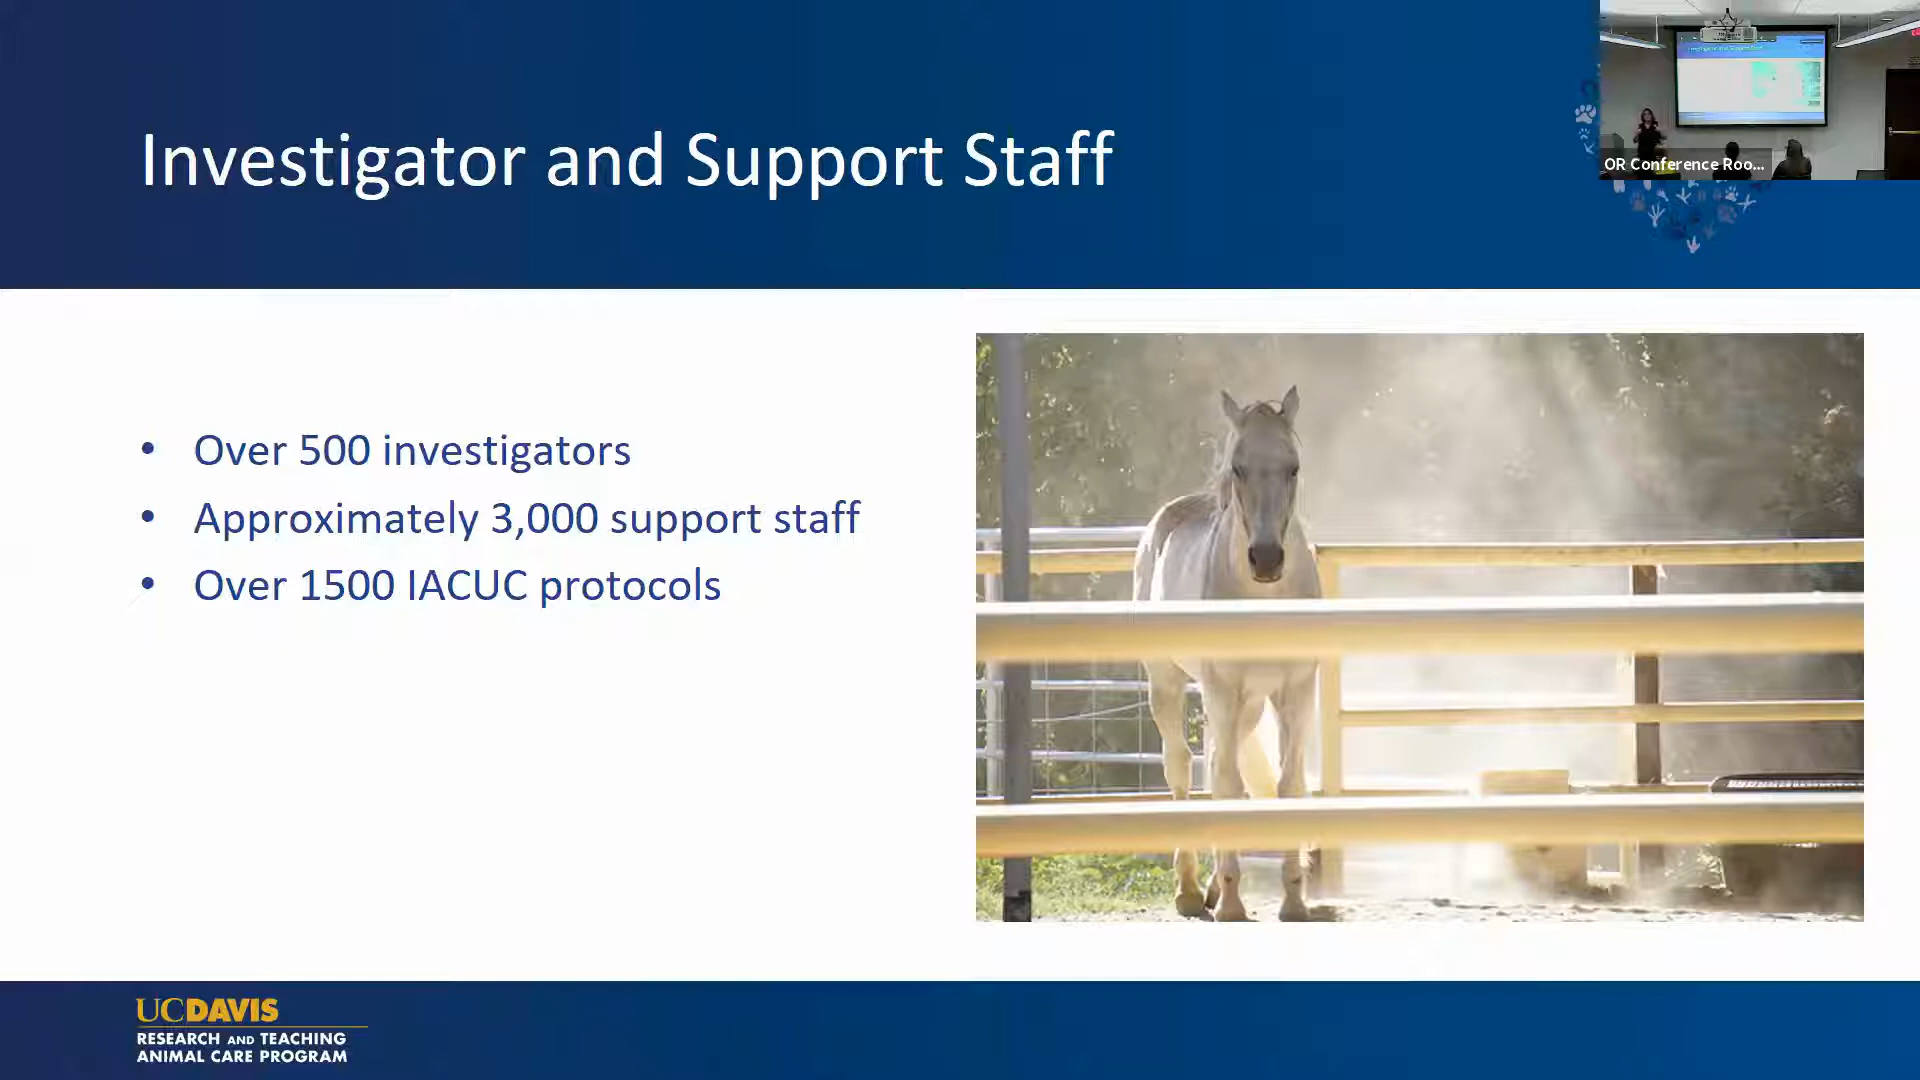 Investigator and Support Staff
OR Conference Roo...
• Over 500 investigators
• Approximately 3,000 support staff
• Over 1500 IACUC protocols
UCDAVIS
RESEARCH AND TEACHING
ANIMAL CARE PROGRAM